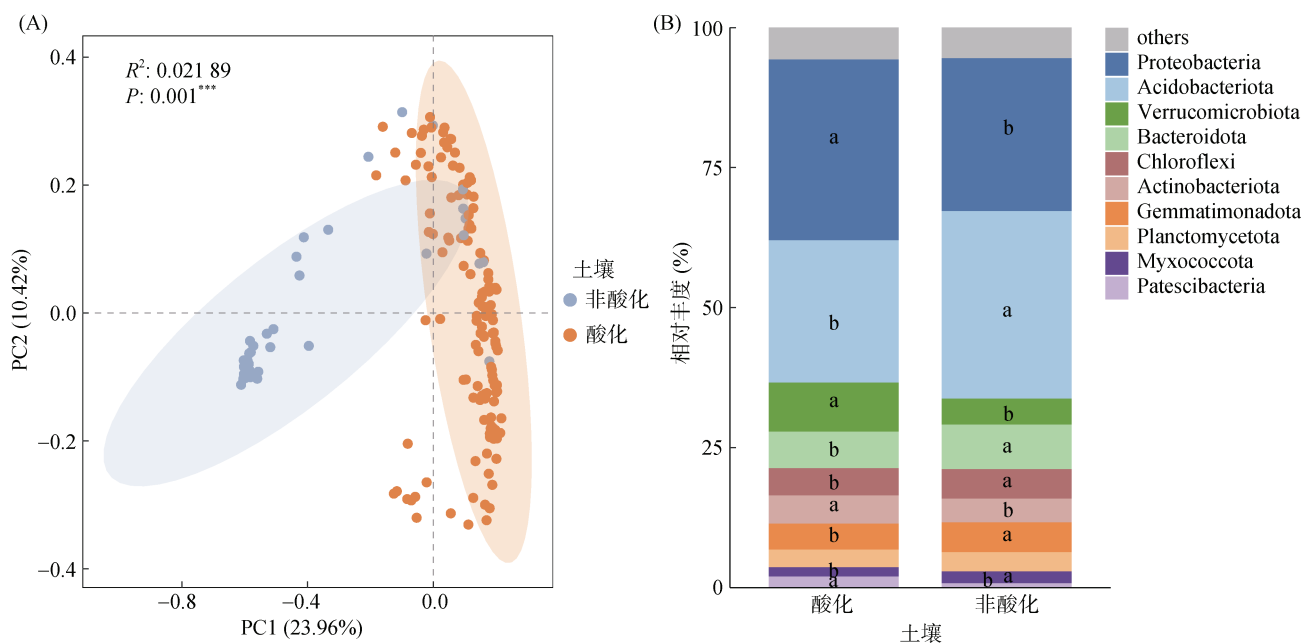 (A)
R²: 0.021 89
P: 0.001***
0.4
0.2
0.0
−0.2
−0.4
PC2 (10.42%)
−0.8
−0.4
0.0
PC1 (23.96%)
土壤
非酸化
酸化
(B)
100
75
50
25
0
相对丰度 (%)
a
b
a
b
b
a
b
b
a
b
a
b
a
a
b
a
a
b
酸化
非酸化
土壤
others
Proteobacteria
Acidobacteriota
Verrucomicrobiota
Bacteroidota
Chloroflexi
Actinobacteriota
Gemmatimonadota
Planctomycetota
Myxococcota
Patescibacteria